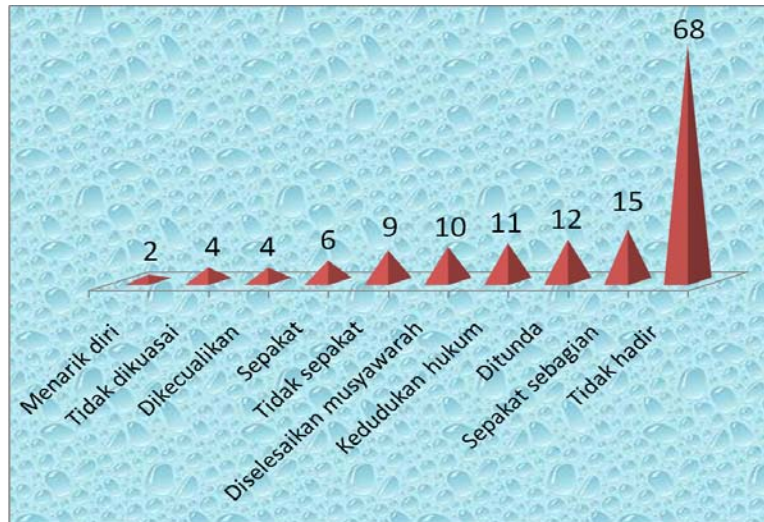 68
15
12
11
10
9
6
4
4
2
Menarik diri
Tidak dikuasai
Dikecualikan
Sepakat
Tidak sepakat
Diselesaikan musyawarah
Kedudukan hukum
Ditunda
Sepakat sebagian
Tidak hadir